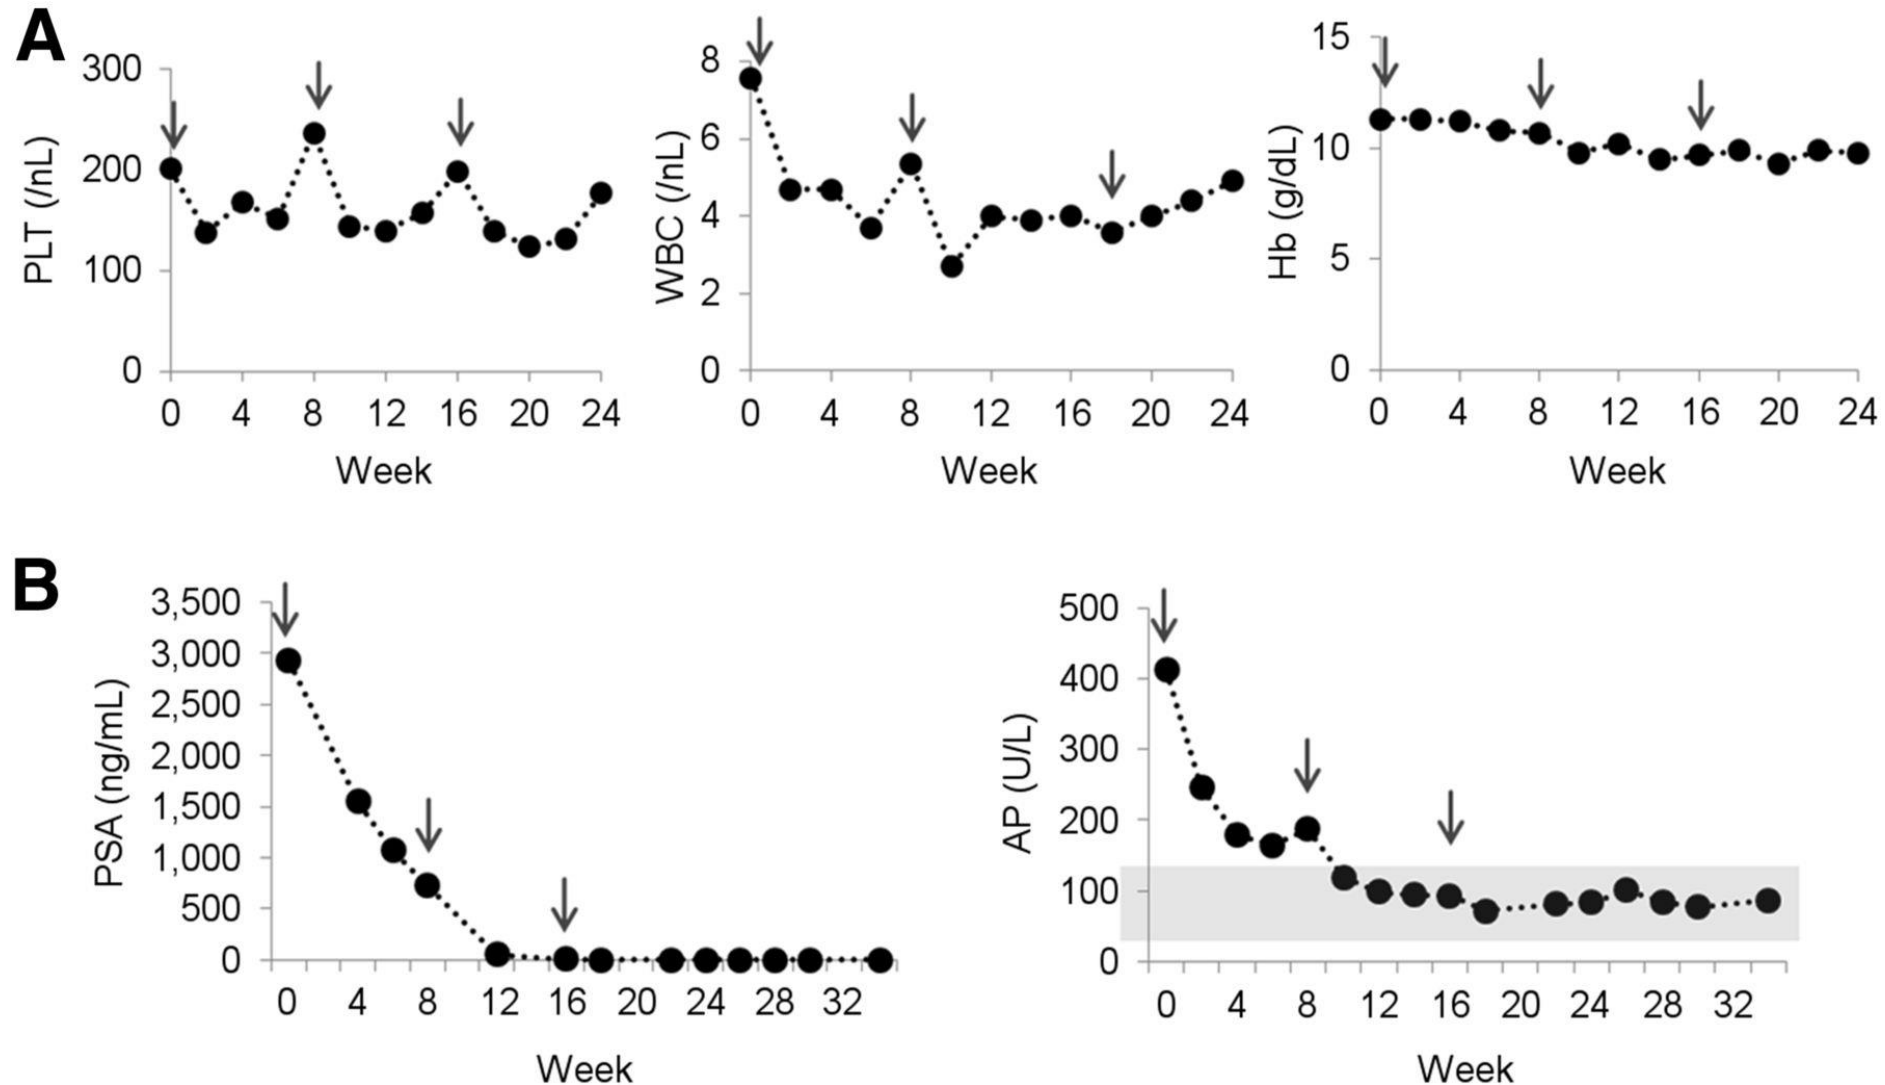 A
PLT (/nL)
300
200
100
0
0 4 8 12 16 20 24
Week
WBC (/nL)
8
6
4
2
0
0 4 8 12 16 20 24
Week
Hb (g/dL)
15
10
5
0
0 4 8 12 16 20 24
Week
B
PSA (ng/mL)
3,500
3,000
2,500
2,000
1,500
1,000
500
0
0 4 8 12 16 20 24 28 32
Week
AP (U/L)
500
400
300
200
100
0
0 4 8 12 16 20 24 28 32
Week